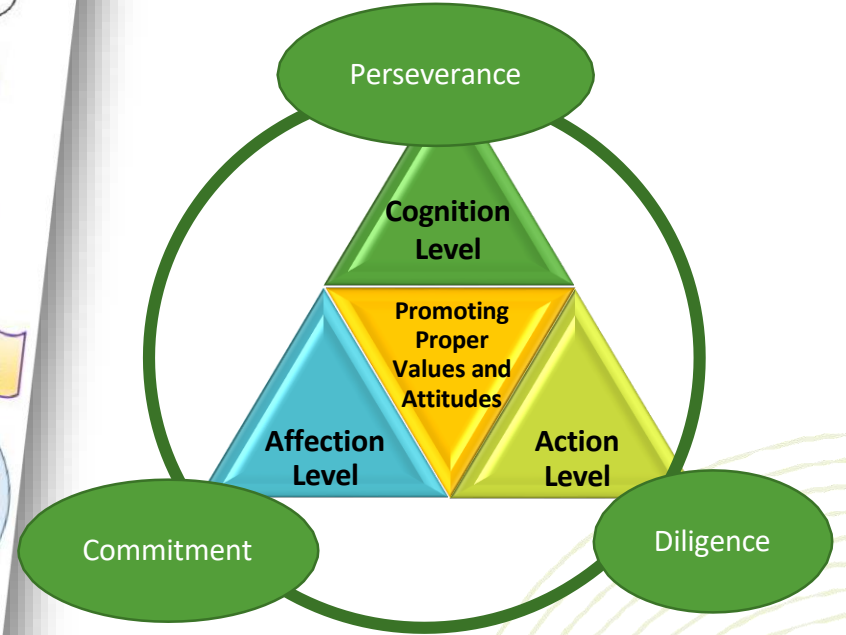 Perseverance
Cognition
Level
Promoting
Proper
Values and
Attitudes
Affection
Level
Action
Level
Commitment
Diligence